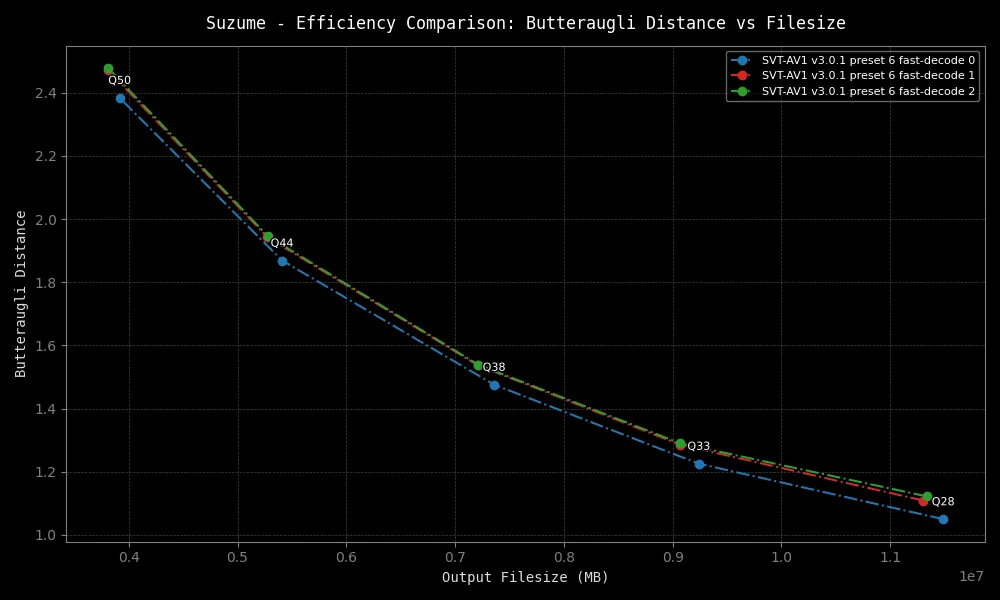 Suzume - Efficiency Comparison: Butteraugli Distance vs Filesize
SVT-AV1 v3.0.1 preset 6 fast-decode 0
SVT-AV1 v3.0.1 preset 6 fast-decode 1
SVT-AV1 v3.0.1 preset 6 fast-decode 2
Q50
Q44
Q38
Q33
Q28
Butteraugli Distance
2.4
2.2
2.0
1.8
1.6
1.4
1.2
1.0
0.4 0.5 0.6 0.7 0.8 0.9 1.0 1.1
1e7
Output Filesize (MB)